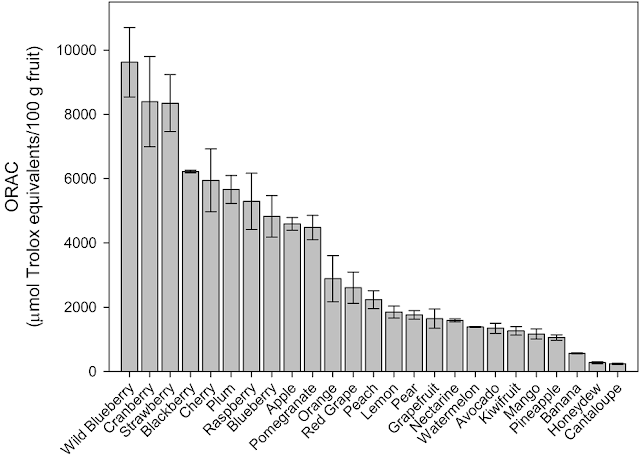 ORAC
(μmol Trolox equivalents/100 g fruit)
10000
8000
6000
4000
2000
0
Wild Blueberry
Cranberry
Strawberry
Blackberry
Cherry
Plum
Raspberry
Blueberry
Apple
Pomegranate
Orange
Red Grape
Peach
Lemon
Pear
Grapefruit
Nectarine
Watermelon
Avocado
Kiwifruit
Mango
Pineapple
Banana
Honeydew
Cantaloupe